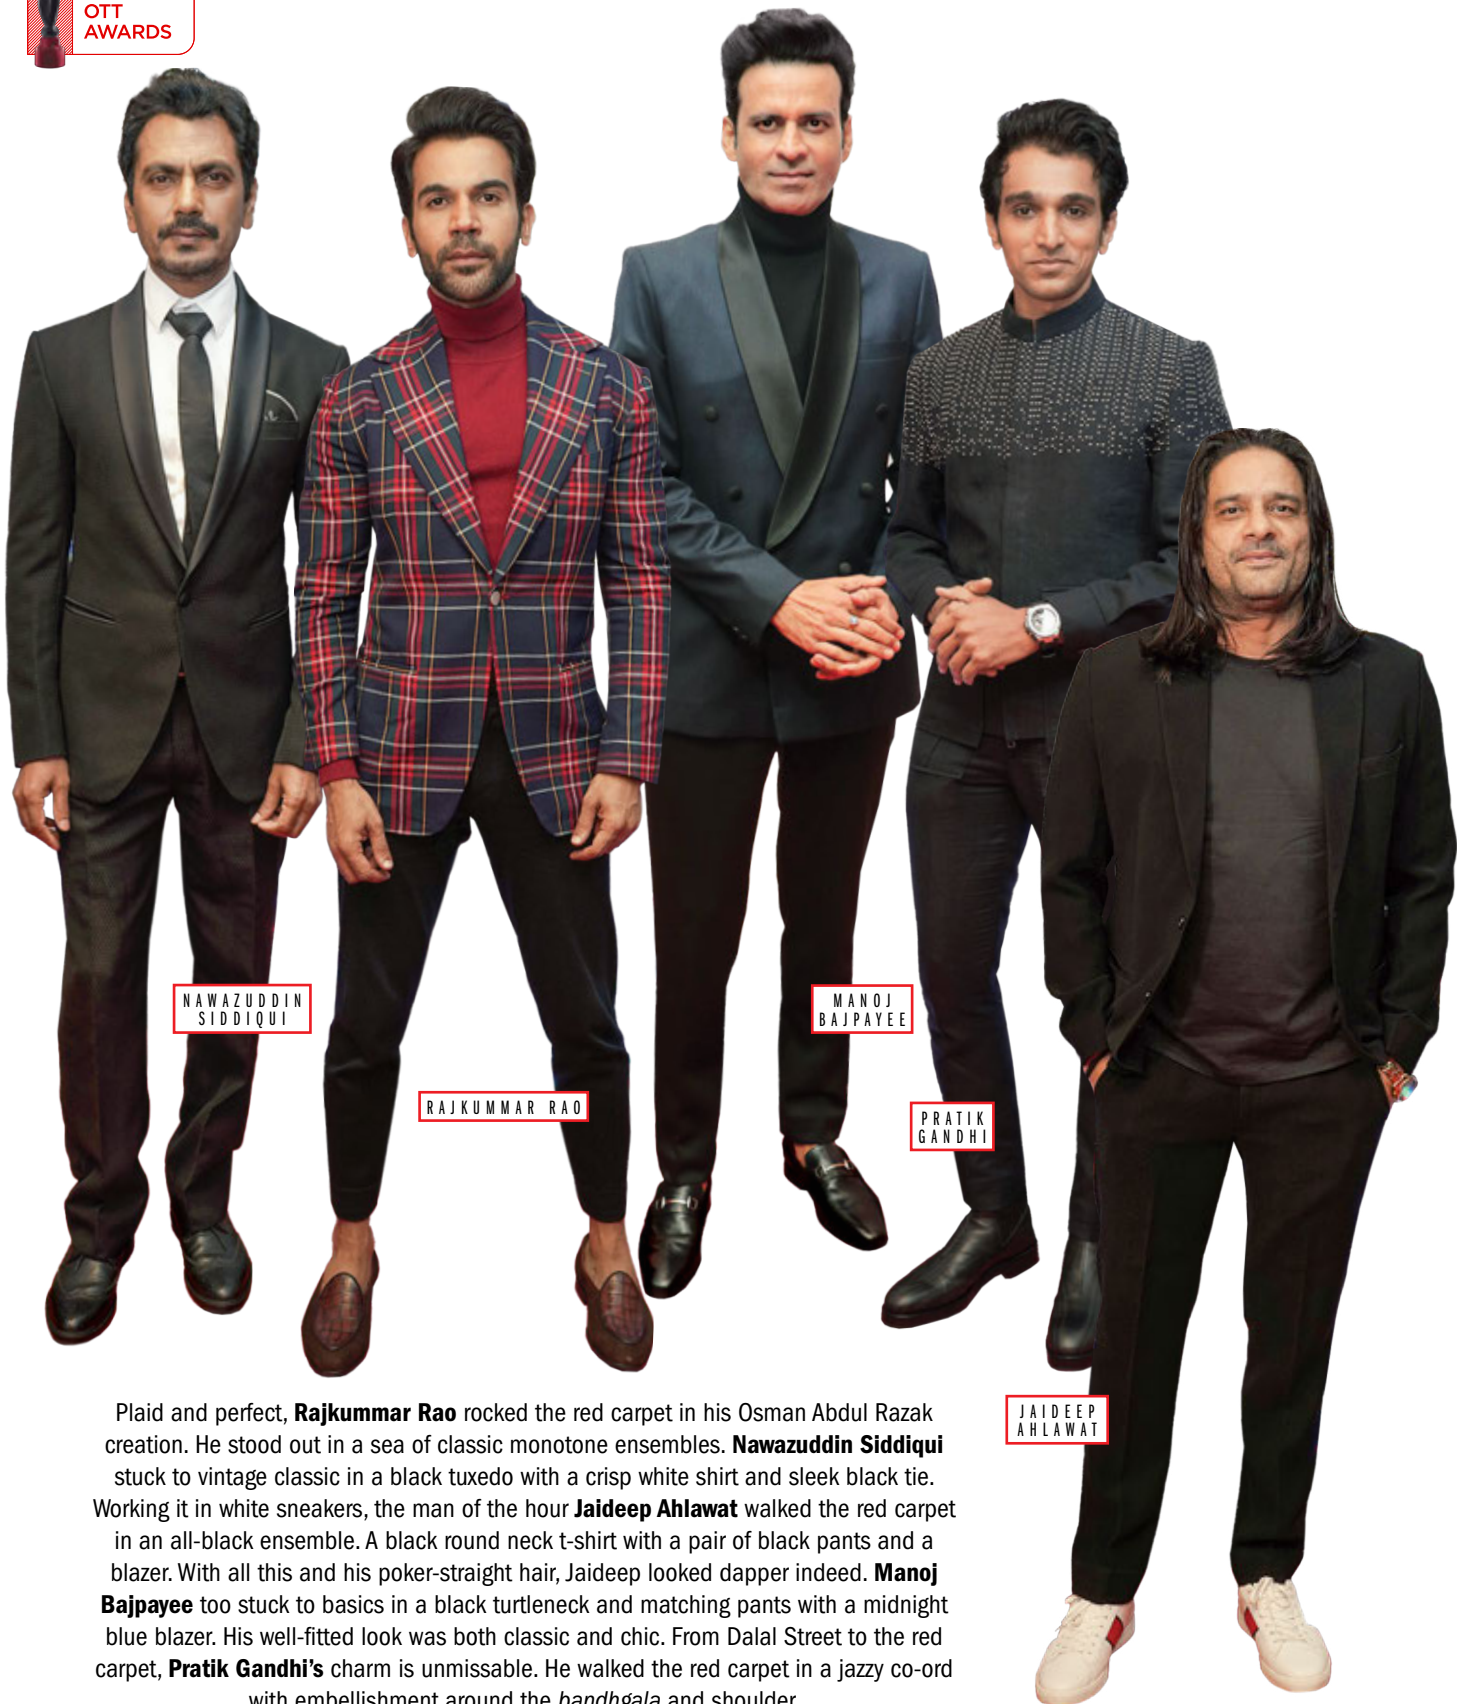 OTT
AWARDS
NAWAZUDDIN
SIDDIQUI
RAJKUMMAR RAO
MANOJ
BAJPAYEE
PRATIK
GANDHI
JAIDEEP
AHLAWAT
Plaid and perfect, Rajkummar Rao rocked the red carpet in his Osman Abdul Razak
creation. He stood out in a sea of classic monotone ensembles. Nawazuddin Siddiqui
stuck to vintage classic in a black tuxedo with a crisp white shirt and sleek black tie.
Working it in white sneakers, the man of the hour Jaideep Ahlawat walked the red carpet
in an all-black ensemble. A black round neck t-shirt with a pair of black pants and a
blazer. With all this and his poker-straight hair, Jaideep looked dapper indeed. Manoj
Bajpayee too stuck to basics in a black turtleneck and matching pants with a midnight
blue blazer. His well-fitted look was both classic and chic. From Dalal Street to the red
carpet, Pratik Gandhi’s charm is unmissable. He walked the red carpet in a jazzy co-ord
with embellishment around the bandhgala and shoulder.